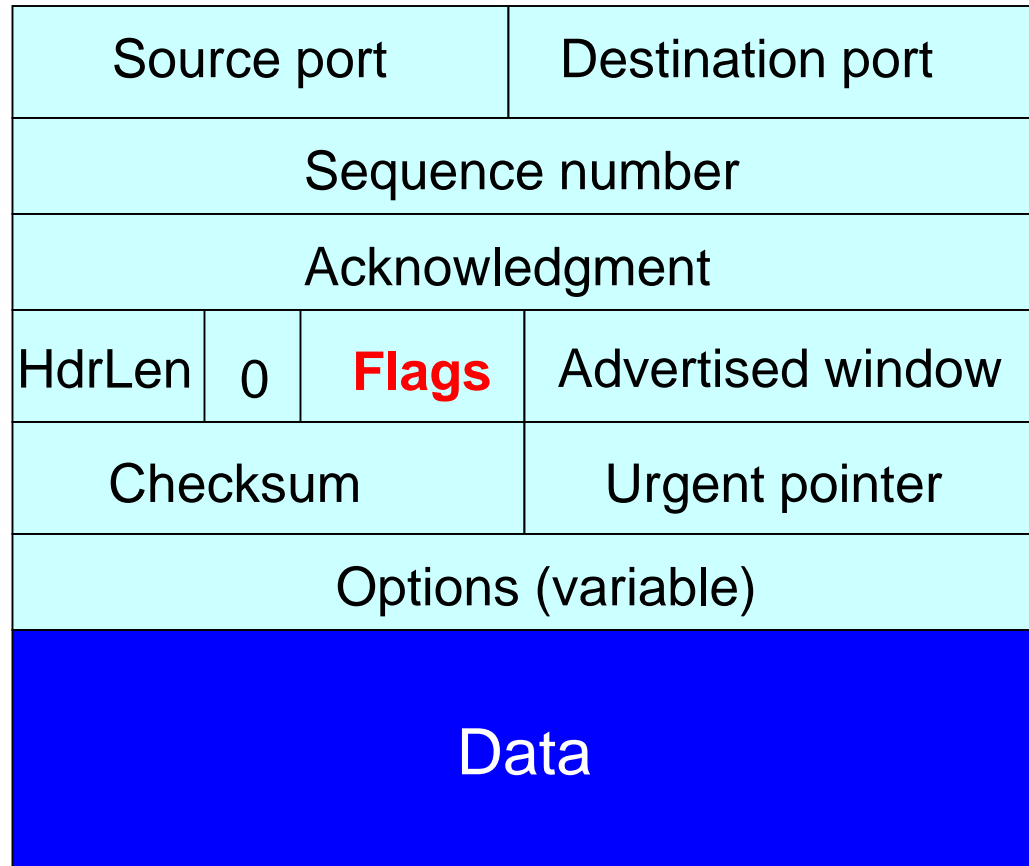 Source port Destination port
Sequence number
Acknowledgment
HdrLen 0 Flags Advertised window
Checksum Urgent pointer
Options (variable)
Data